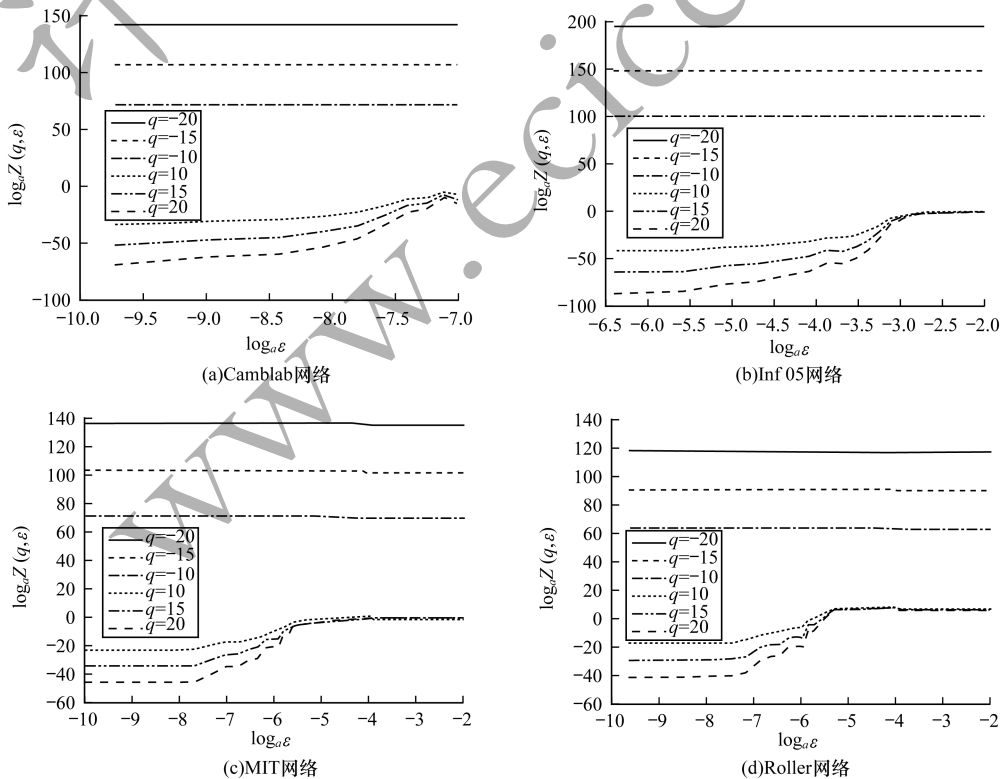 150
100
50
0
−50
−100
logₐZ (q,ε)
q=−20
q=−15
q=−10
q=10
q=15
q=20
−10.0 −9.5 −9.0 −8.5 −8.0 −7.5 −7.0
logₐε
(a)Camblab网络
200
150
100
50
0
−50
−100
logₐZ (q,ε)
q=−20
q=−15
q=−10
q=10
q=15
q=20
−6.5 −6.0 −5.5 −5.0 −4.5 −4.0 −3.5 −3.0 −2.5 −2.0
logₐε
(b)Inf 05网络
140
120
100
80
60
40
20
0
−20
−40
−60
logₐZ (q,ε)
q=−20
q=−15
q=−10
q=10
q=15
q=20
−10 −9 −8 −7 −6 −5 −4 −3 −2
logₐε
(c)MIT网络
140
120
100
80
60
40
20
0
−20
−40
−60
logₐZ (q,ε)
q=−20
q=−15
q=−10
q=10
q=15
q=20
−10 −9 −8 −7 −6 −5 −4 −3 −2
logₐε
(d)Roller网络
www.ecice